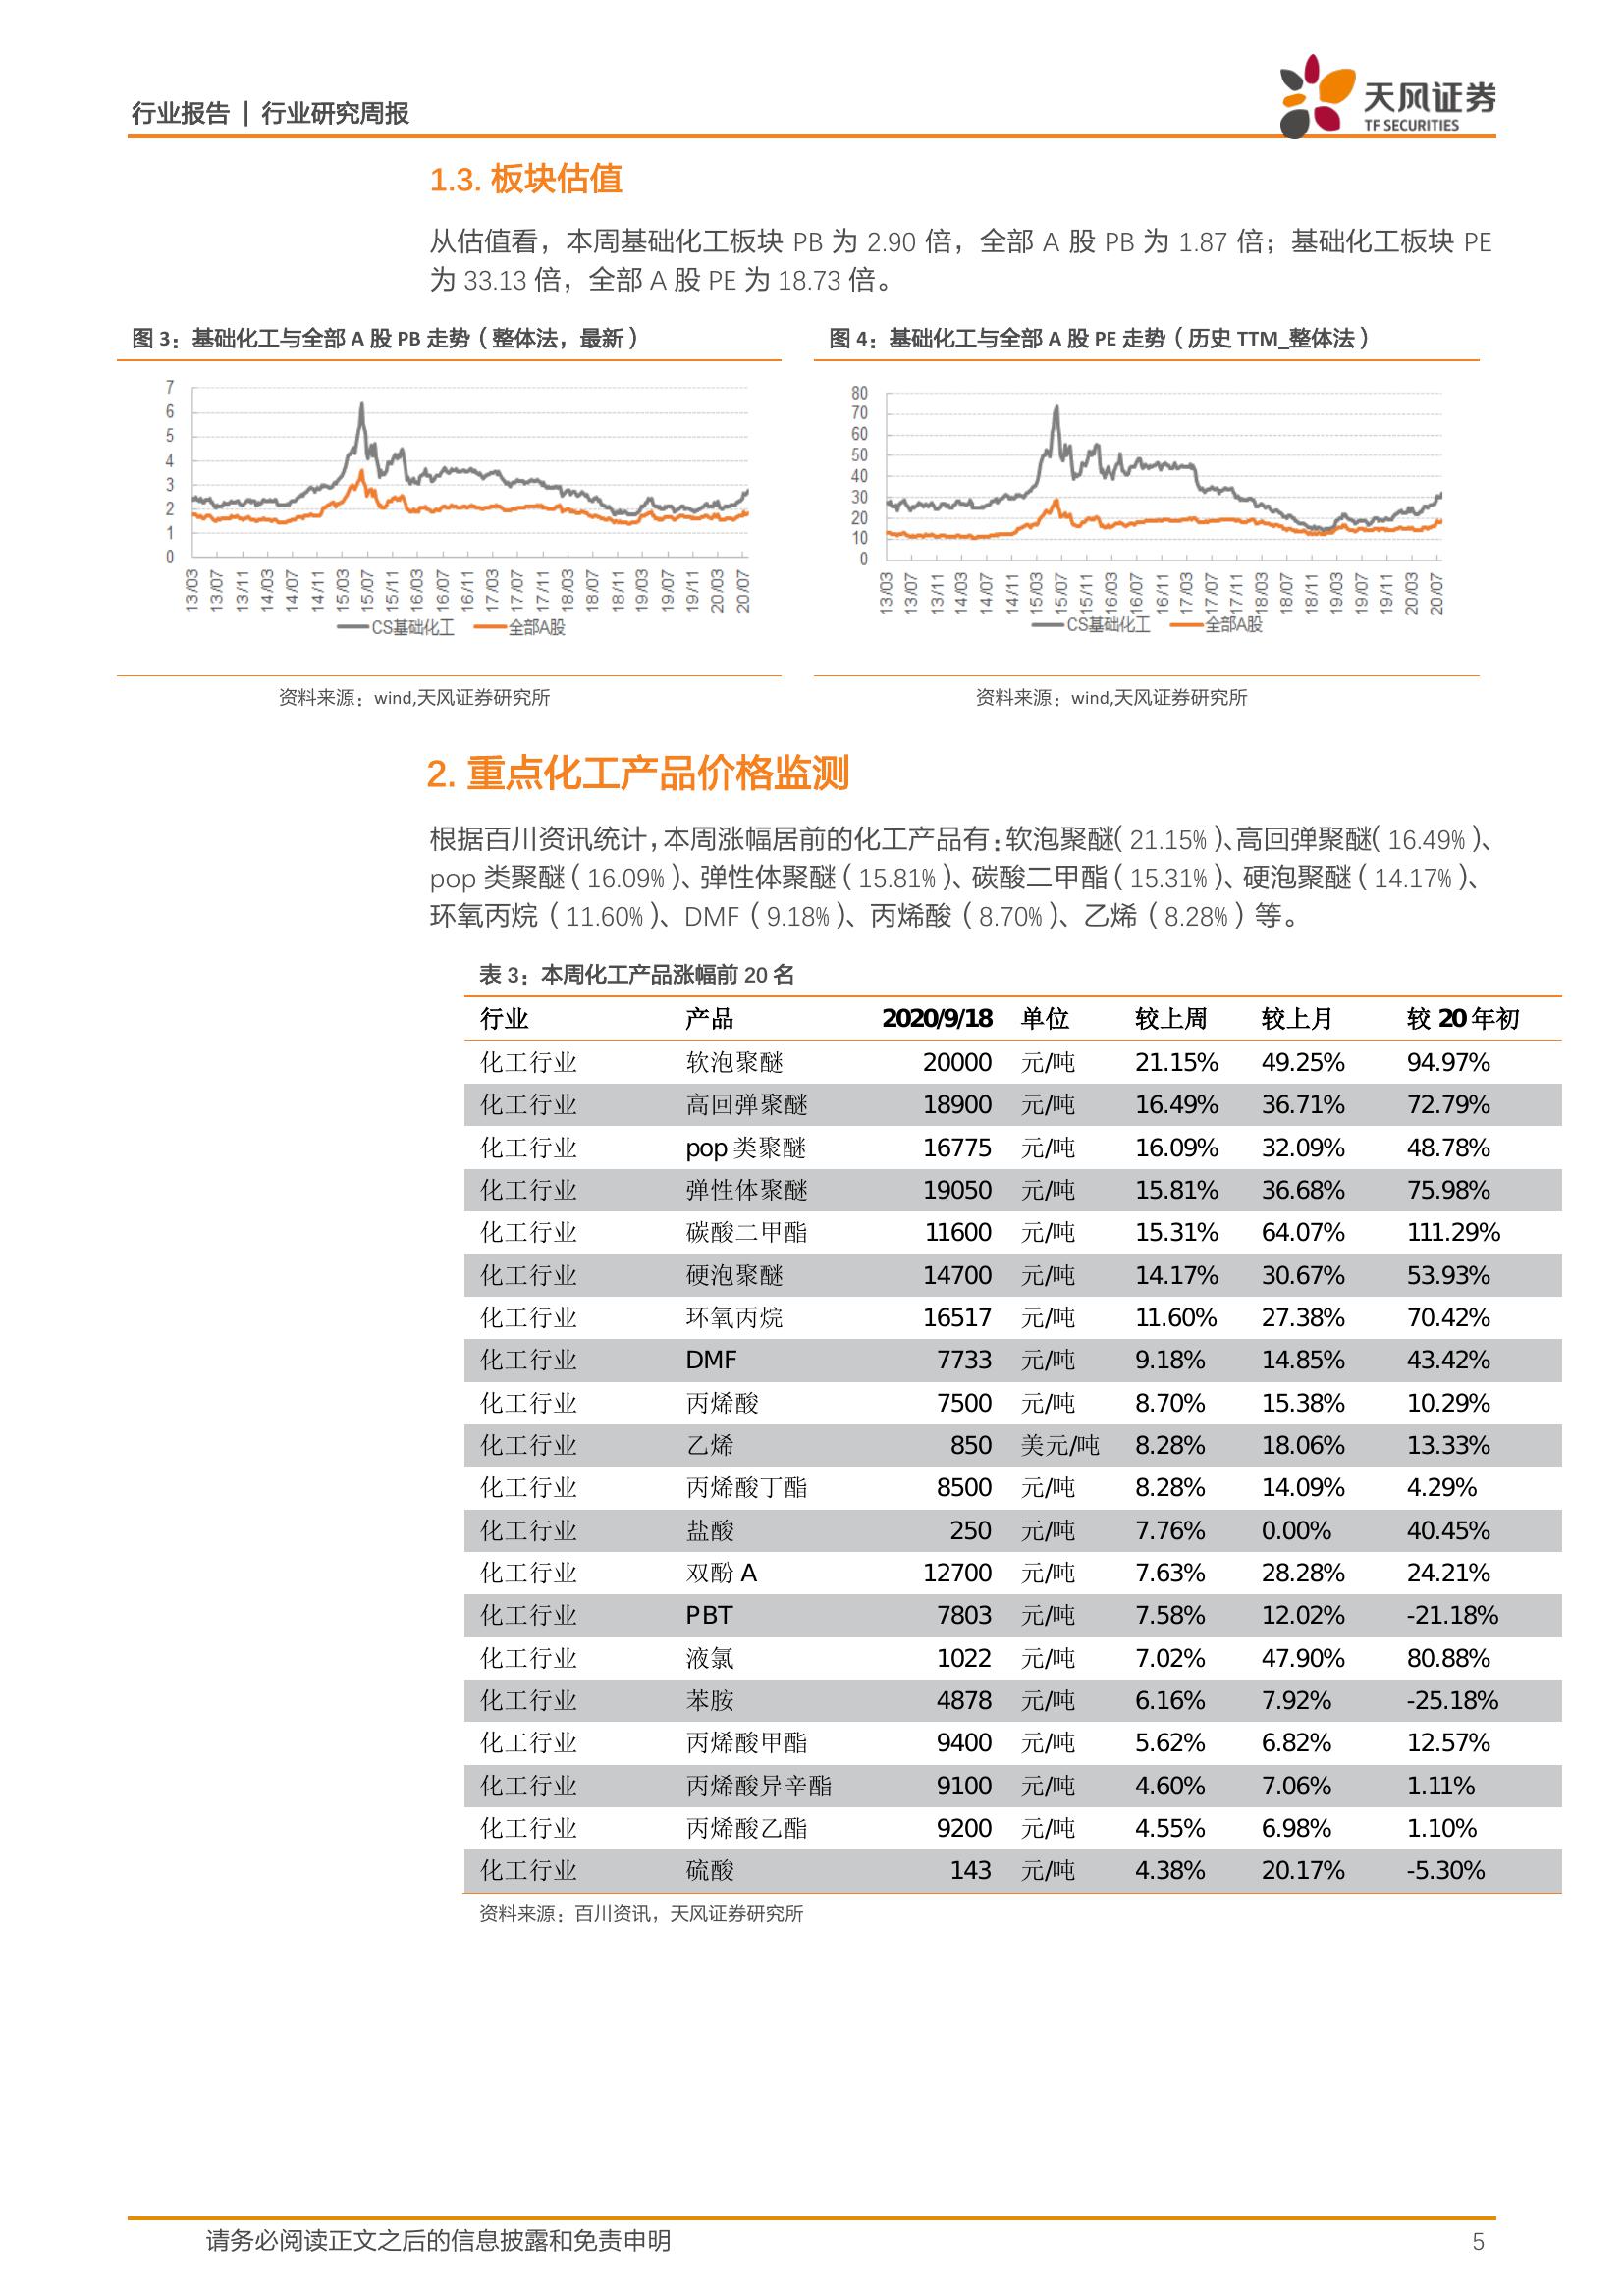 行业报告 | 行业研究周报
天风证券
TF SECURITIES
1.3. 板块估值
从估值看，本周基础化工板块 PB 为 2.90 倍，全部 A 股 PB 为 1.87 倍；基础化工板块 PE
为 33.13 倍，全部 A 股 PE 为 18.73 倍。
图 3：基础化工与全部 A 股 PB 走势（整体法，最新）
7
6
5
4
3
2
1
0
13/03 13/07 13/11 14/03 14/07 14/11 15/03 15/07 15/11 16/03 16/07 16/11 17/03 17/07 17/11 18/03 18/07 18/11 19/03 19/07 19/11 20/03 20/07
CS基础化工 全部A股
资料来源：wind,天风证券研究所
图 4：基础化工与全部 A 股 PE 走势（历史 TTM_整体法）
80
70
60
50
40
30
20
10
0
13/03 13/07 13/11 14/03 14/07 14/11 15/03 15/07 15/11 16/03 16/07 16/11 17/03 17/07 17/11 18/03 18/07 18/11 19/03 19/07 19/11 20/03 20/07
CS基础化工 全部A股
资料来源：wind,天风证券研究所
2. 重点化工产品价格监测
根据百川资讯统计，本周涨幅居前的化工产品有：软泡聚醚（21.15%）、高回弹聚醚（16.49%）、
pop 类聚醚（16.09%）、弹性体聚醚（15.81%）、碳酸二甲酯（15.31%）、硬泡聚醚（14.17%）、
环氧丙烷（11.60%）、DMF（9.18%）、丙烯酸（8.70%）、乙烯（8.28%）等。
表 3：本周化工产品涨幅前 20 名
行业 产品 2020/9/18 单位 较上周 较上月 较 20 年初
化工行业 软泡聚醚 20000 元/吨 21.15% 49.25% 94.97%
化工行业 高回弹聚醚 18900 元/吨 16.49% 36.71% 72.79%
化工行业 pop 类聚醚 16775 元/吨 16.09% 32.09% 48.78%
化工行业 弹性体聚醚 19050 元/吨 15.81% 36.68% 75.98%
化工行业 碳酸二甲酯 11600 元/吨 15.31% 64.07% 111.29%
化工行业 硬泡聚醚 14700 元/吨 14.17% 30.67% 53.93%
化工行业 环氧丙烷 16517 元/吨 11.60% 27.38% 70.42%
化工行业 DMF 7733 元/吨 9.18% 14.85% 43.42%
化工行业 丙烯酸 7500 元/吨 8.70% 15.38% 10.29%
化工行业 乙烯 850 美元/吨 8.28% 18.06% 13.33%
化工行业 丙烯酸丁酯 8500 元/吨 8.28% 14.09% 4.29%
化工行业 盐酸 250 元/吨 7.76% 0.00% 40.45%
化工行业 双酚 A 12700 元/吨 7.63% 28.28% 24.21%
化工行业 PBT 7803 元/吨 7.58% 12.02% -21.18%
化工行业 液氯 1022 元/吨 7.02% 47.90% 80.88%
化工行业 苯胺 4878 元/吨 6.16% 7.92% -25.18%
化工行业 丙烯酸甲酯 9400 元/吨 5.62% 6.82% 12.57%
化工行业 丙烯酸异辛酯 9100 元/吨 4.60% 7.06% 1.11%
化工行业 丙烯酸乙酯 9200 元/吨 4.55% 6.98% 1.10%
化工行业 硫酸 143 元/吨 4.38% 20.17% -5.30%
资料来源：百川资讯，天风证券研究所
请务必阅读正文之后的信息披露和免责申明 5